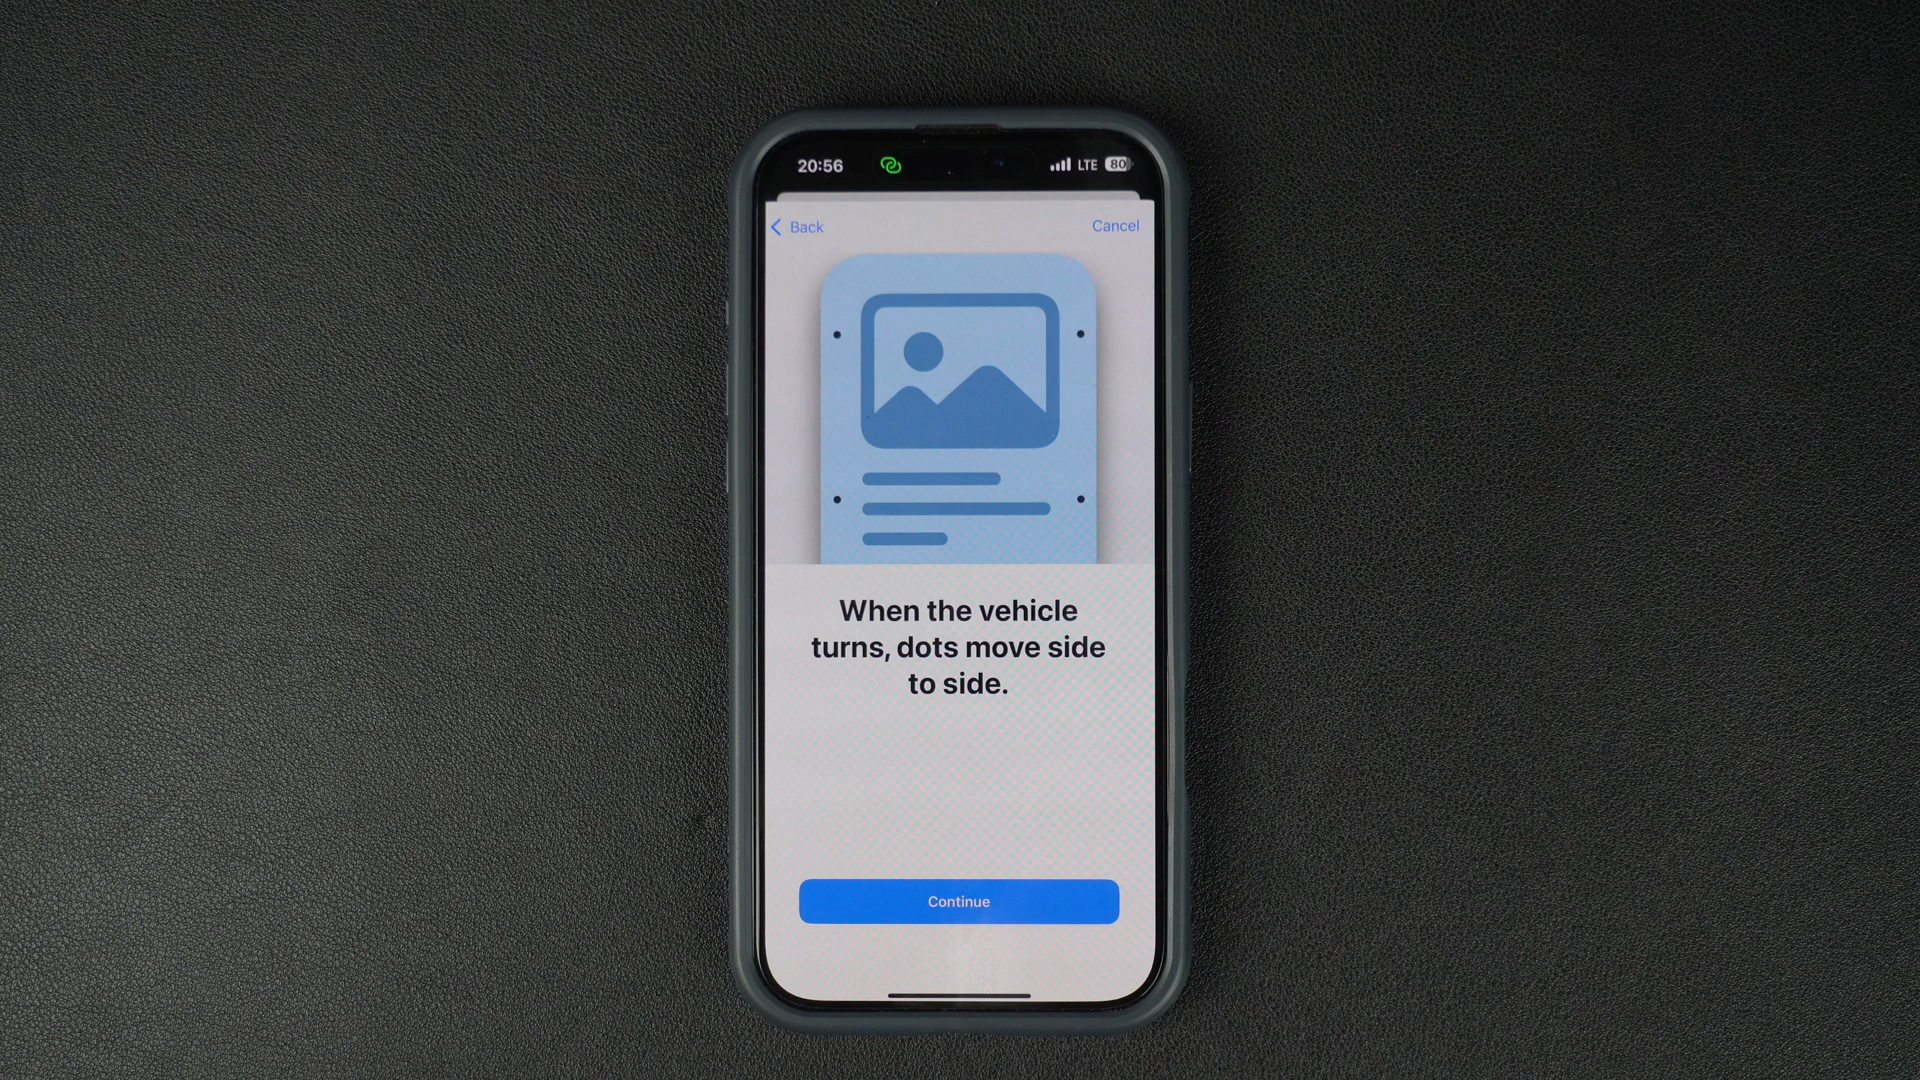 20:56 LTE 80
Back Cancel
When the vehicle
turns, dots move side
to side.
Continue